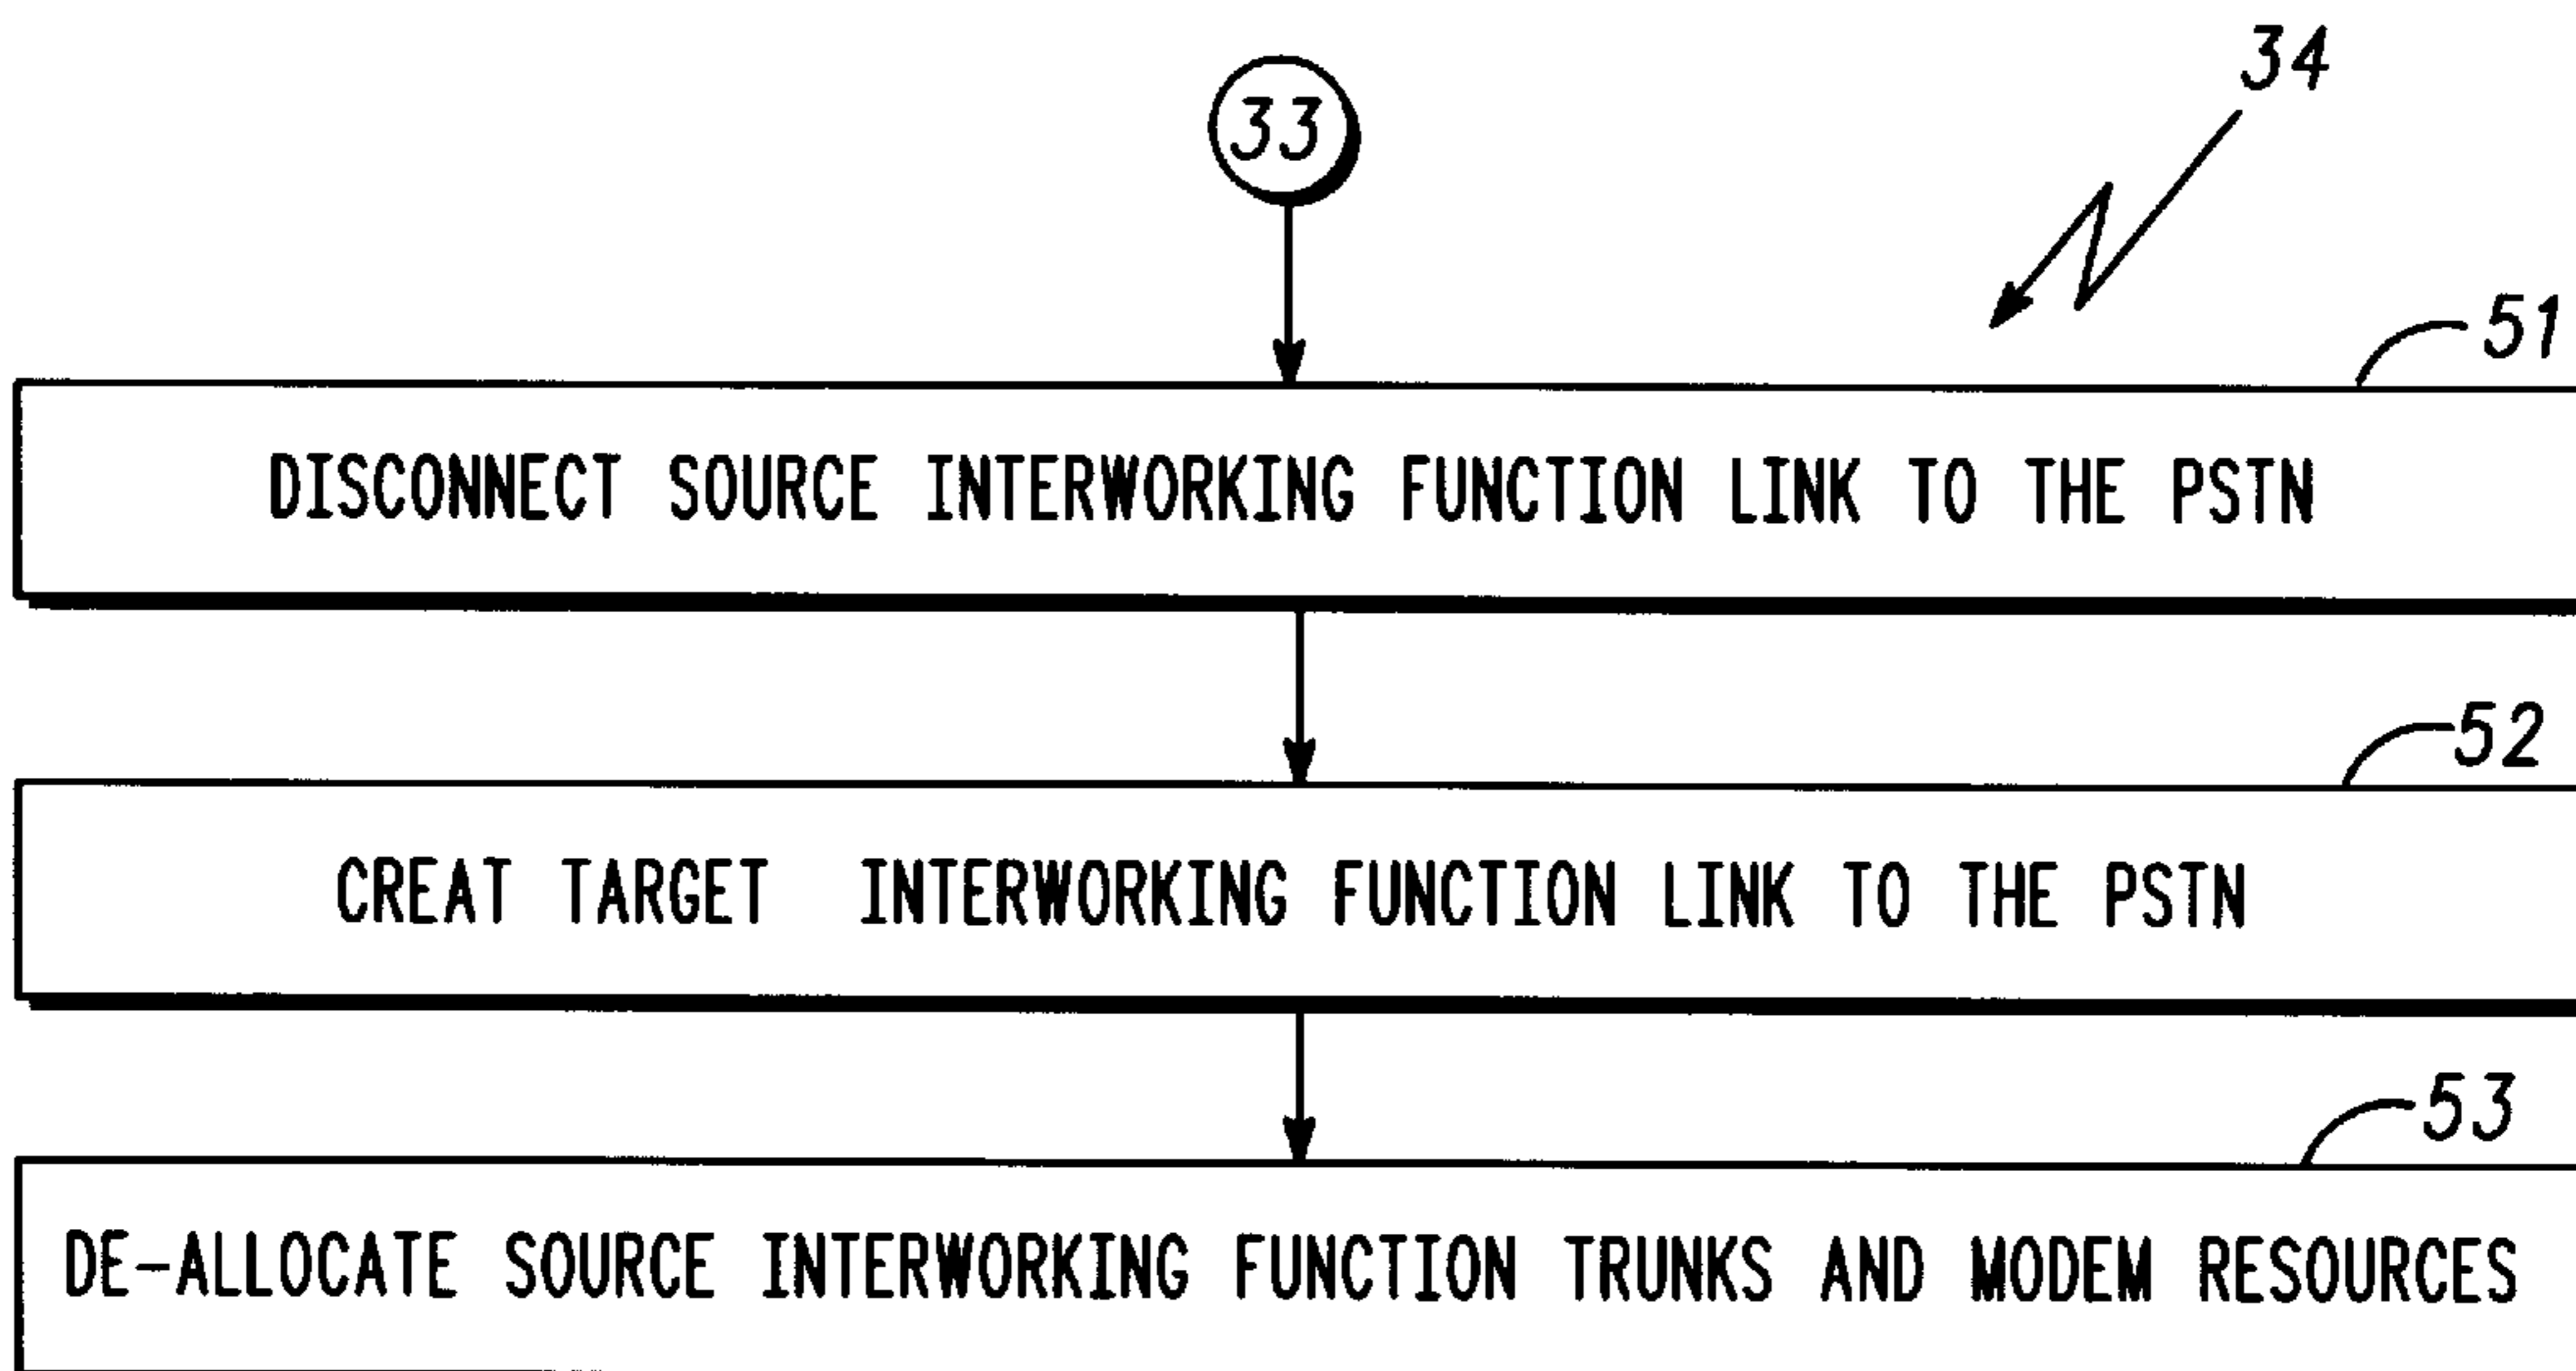 34
33
51
DISCONNECT SOURCE INTERWORKING FUNCTION LINK TO THE PSTN
52
CREAT TARGET INTERWORKING FUNCTION LINK TO THE PSTN
53
DE-ALLOCATE SOURCE INTERWORKING FUNCTION TRUNKS AND MODEM RESOURCES